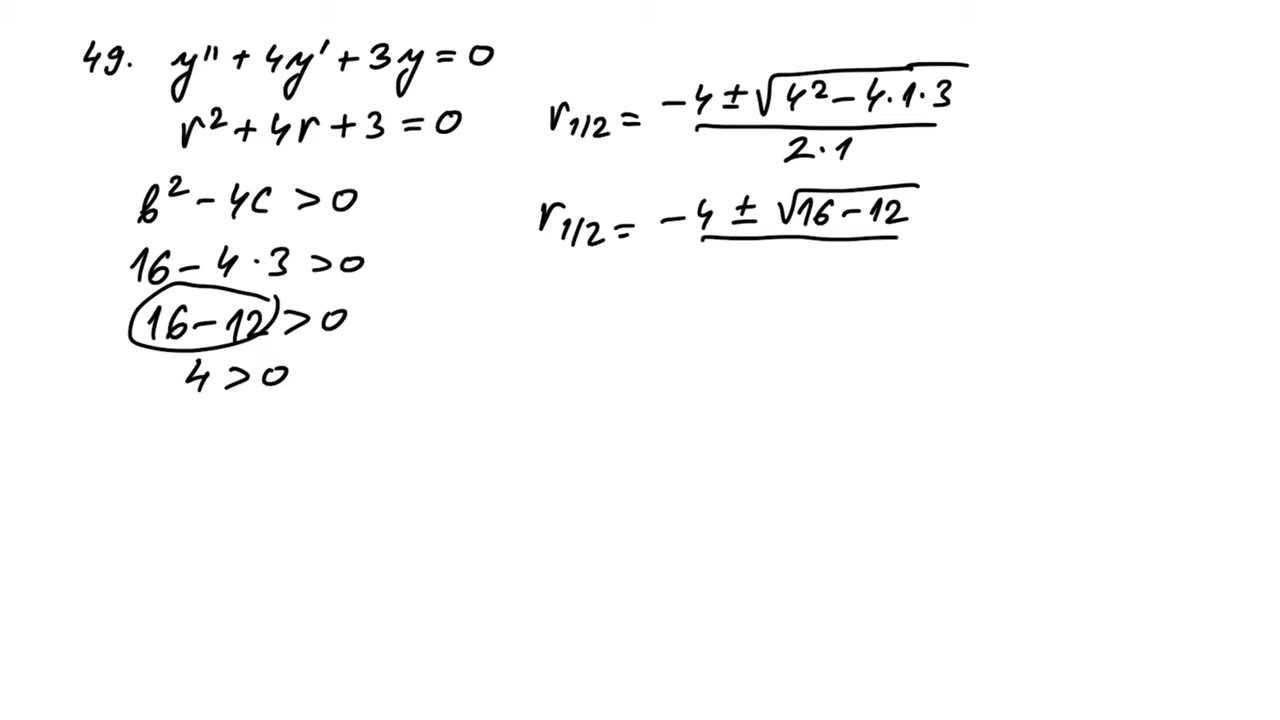 49. y'' + 4y' + 3y = 0
r² + 4r + 3 = 0
b² - 4c > 0
16 - 4 · 3 > 0
16 - 12 > 0
4 > 0
r1/2 = -4 ± √4² - 4 · 1 · 3
2 · 1
r1/2 = -4 ± √16 - 12